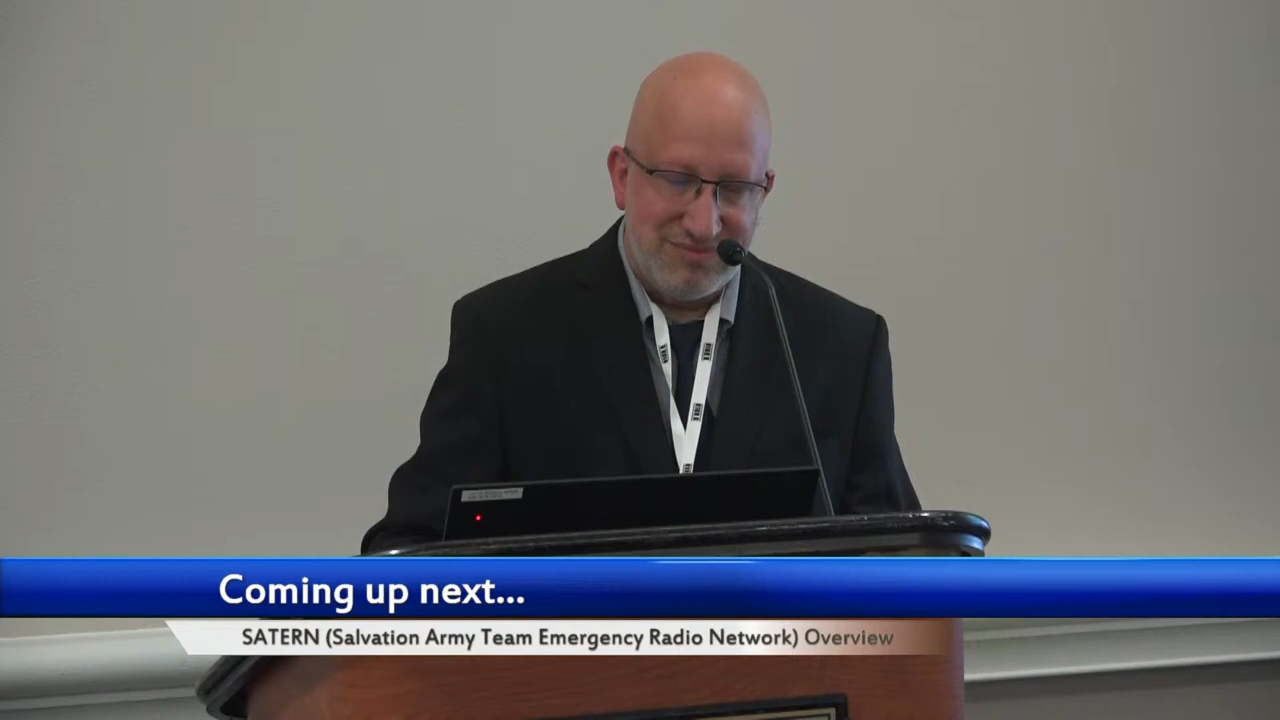 Coming up next...
SATERN (Salvation Army Team Emergency Radio Network) Overview